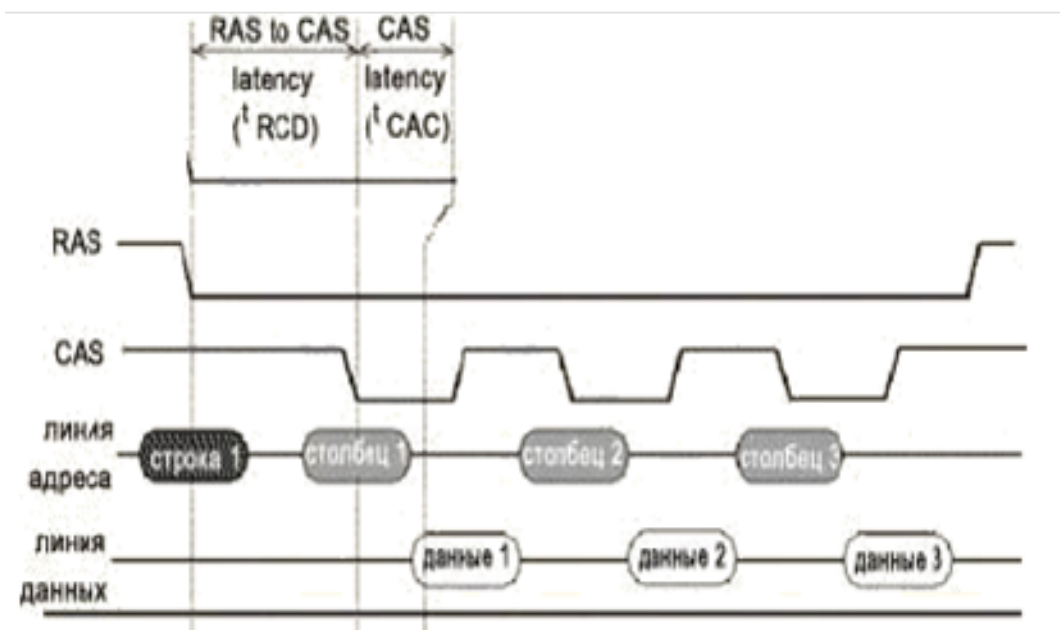 RAS to CAS CAS
latency latency
(t RCD) (t CAC)
RAS
CAS
линия
адреса
строка 1 столбец 1 столбец 2 столбец 3
линия
данных
данные 1 данные 2 данные 3